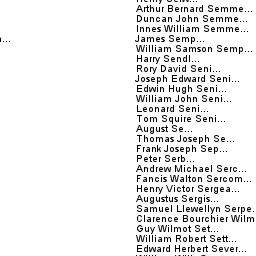 Arthur Bernard Semme...
Duncan John Semme...
Innes William Semme...
James Semp...
William Samson Semp...
Harry Sendl...
Rory David Seni...
Joseph Edward Seni...
Edwin Hugh Seni...
William John Seni...
Leonard Seni...
Tom Squire Seni...
August Se...
Thomas Joseph Se...
Frank Joseph Sep...
Peter Serb...
Andrew Michael Serc...
Fancis Walton Sercom...
Henry Victor Sergea...
Augustus Sergis...
Samuel Llewellyn Serpe.
Clarence Bourchier Wilm
Guy Wilmot Set...
William Robert Sett...
Edward Herbert Sever...